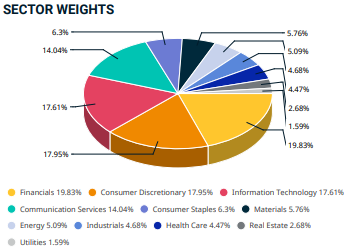 SECTOR WEIGHTS
6.3%
5.76%
14.04%
5.09%
4.68%
4.47%
17.61%
2.68%
1.59%
19.83%
17.95%
Financials 19.83% Consumer Discretionary 17.95% Information Technology 17.61%
Communication Services 14.04% Consumer Staples 6.3% Materials 5.76%
Energy 5.09% Industrials 4.68% Health Care 4.47% Real Estate 2.68%
Utilities 1.59%